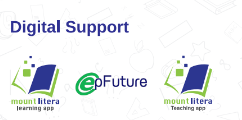 Digital Support
mount litera
learning app
epFuture
mount litera
Teaching app